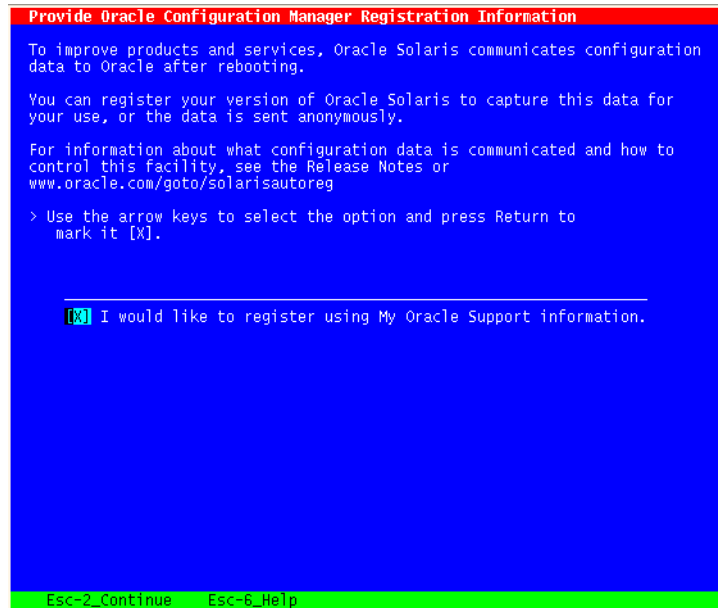 Provide Oracle Configuration Manager Registration Information
To improve products and services, Oracle Solaris communicates configuration
data to Oracle after rebooting.
You can register your version of Oracle Solaris to capture this data for
your use, or the data is sent anonymously.
For information about what configuration data is communicated and how to
control this facility, see the Release Notes or
www.oracle.com/goto/solarisautoreg
> Use the arrow keys to select the option and press Return to
mark it [X].
[X] I would like to register using My Oracle Support information.
Esc-2_Continue Esc-6_Help